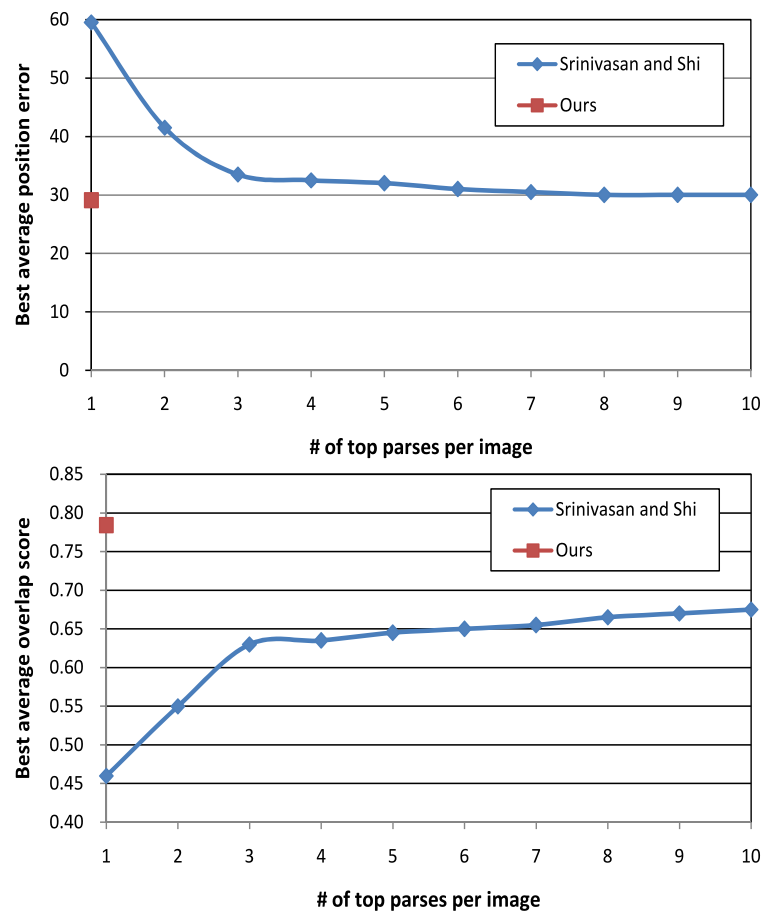 60
50
40
30
20
10
0
Best average position error
Srinivasan and Shi
Ours
1 2 3 4 5 6 7 8 9 10
# of top parses per image
0.85
0.80
0.75
0.70
0.65
0.60
0.55
0.50
0.45
0.40
Best average overlap score
Srinivasan and Shi
Ours
1 2 3 4 5 6 7 8 9 10
# of top parses per image